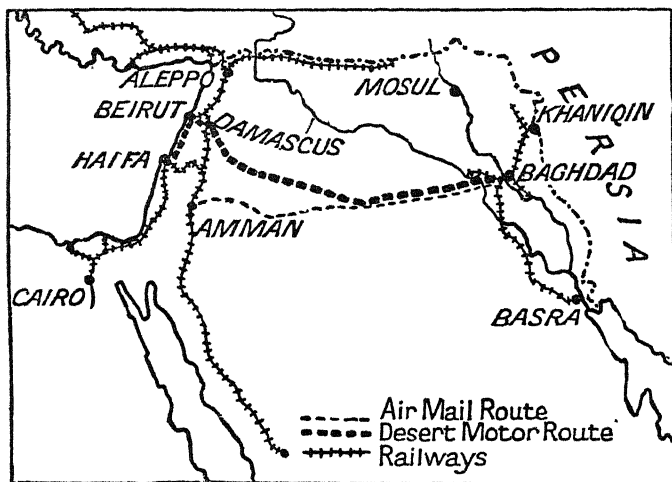 PERSIA
ALEPPO
MOSUL
BEIRUT
KHANIQIN
DAMASCUS
HAIFA
BAGHDAD
AMMAN
CAIRO
BASRA
Air Mail Route
Desert Motor Route
Railways